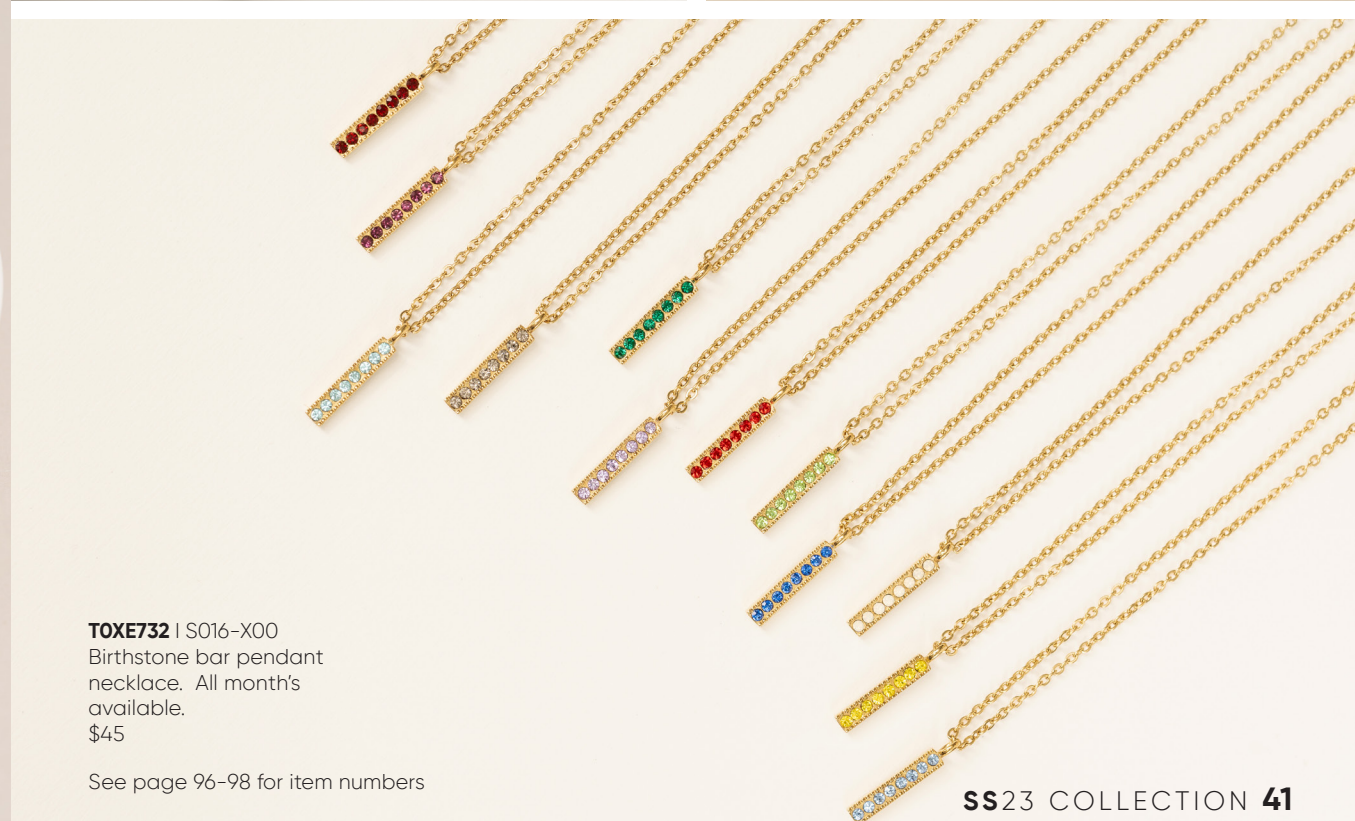 T0XE732 | S016-X00
Birthstone bar pendant
necklace.  All month's
available.
$45
See page 96-98 for item numbers
SS23 COLLECTION 41